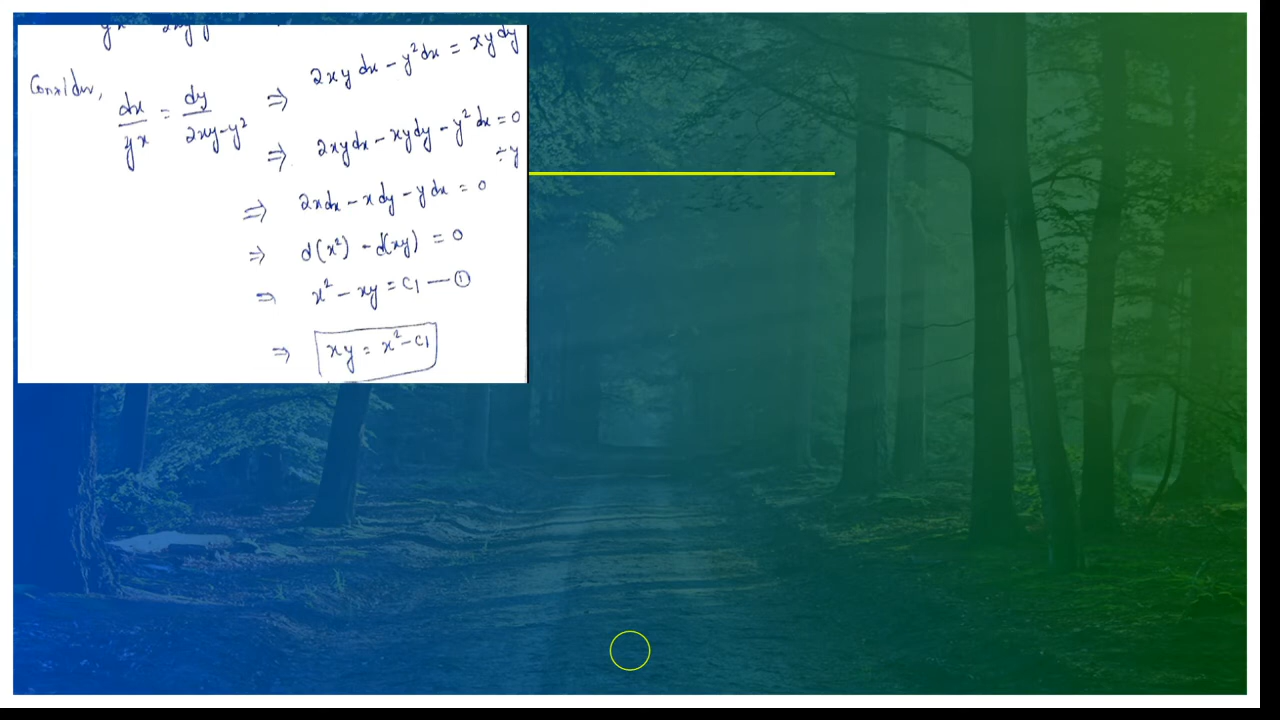 Consider,
dx/yx = dy/2xy-y² ⇒ 2xy dx - y² dx = xy dy
⇒ 2xy dx - xy dy - y² dx = 0
÷y
⇒ 2x dx - x dy - y dx = 0
⇒ d(x²) - d(xy) = 0
⇒ x² - xy = C1 — ①
⇒ xy = x² - C1